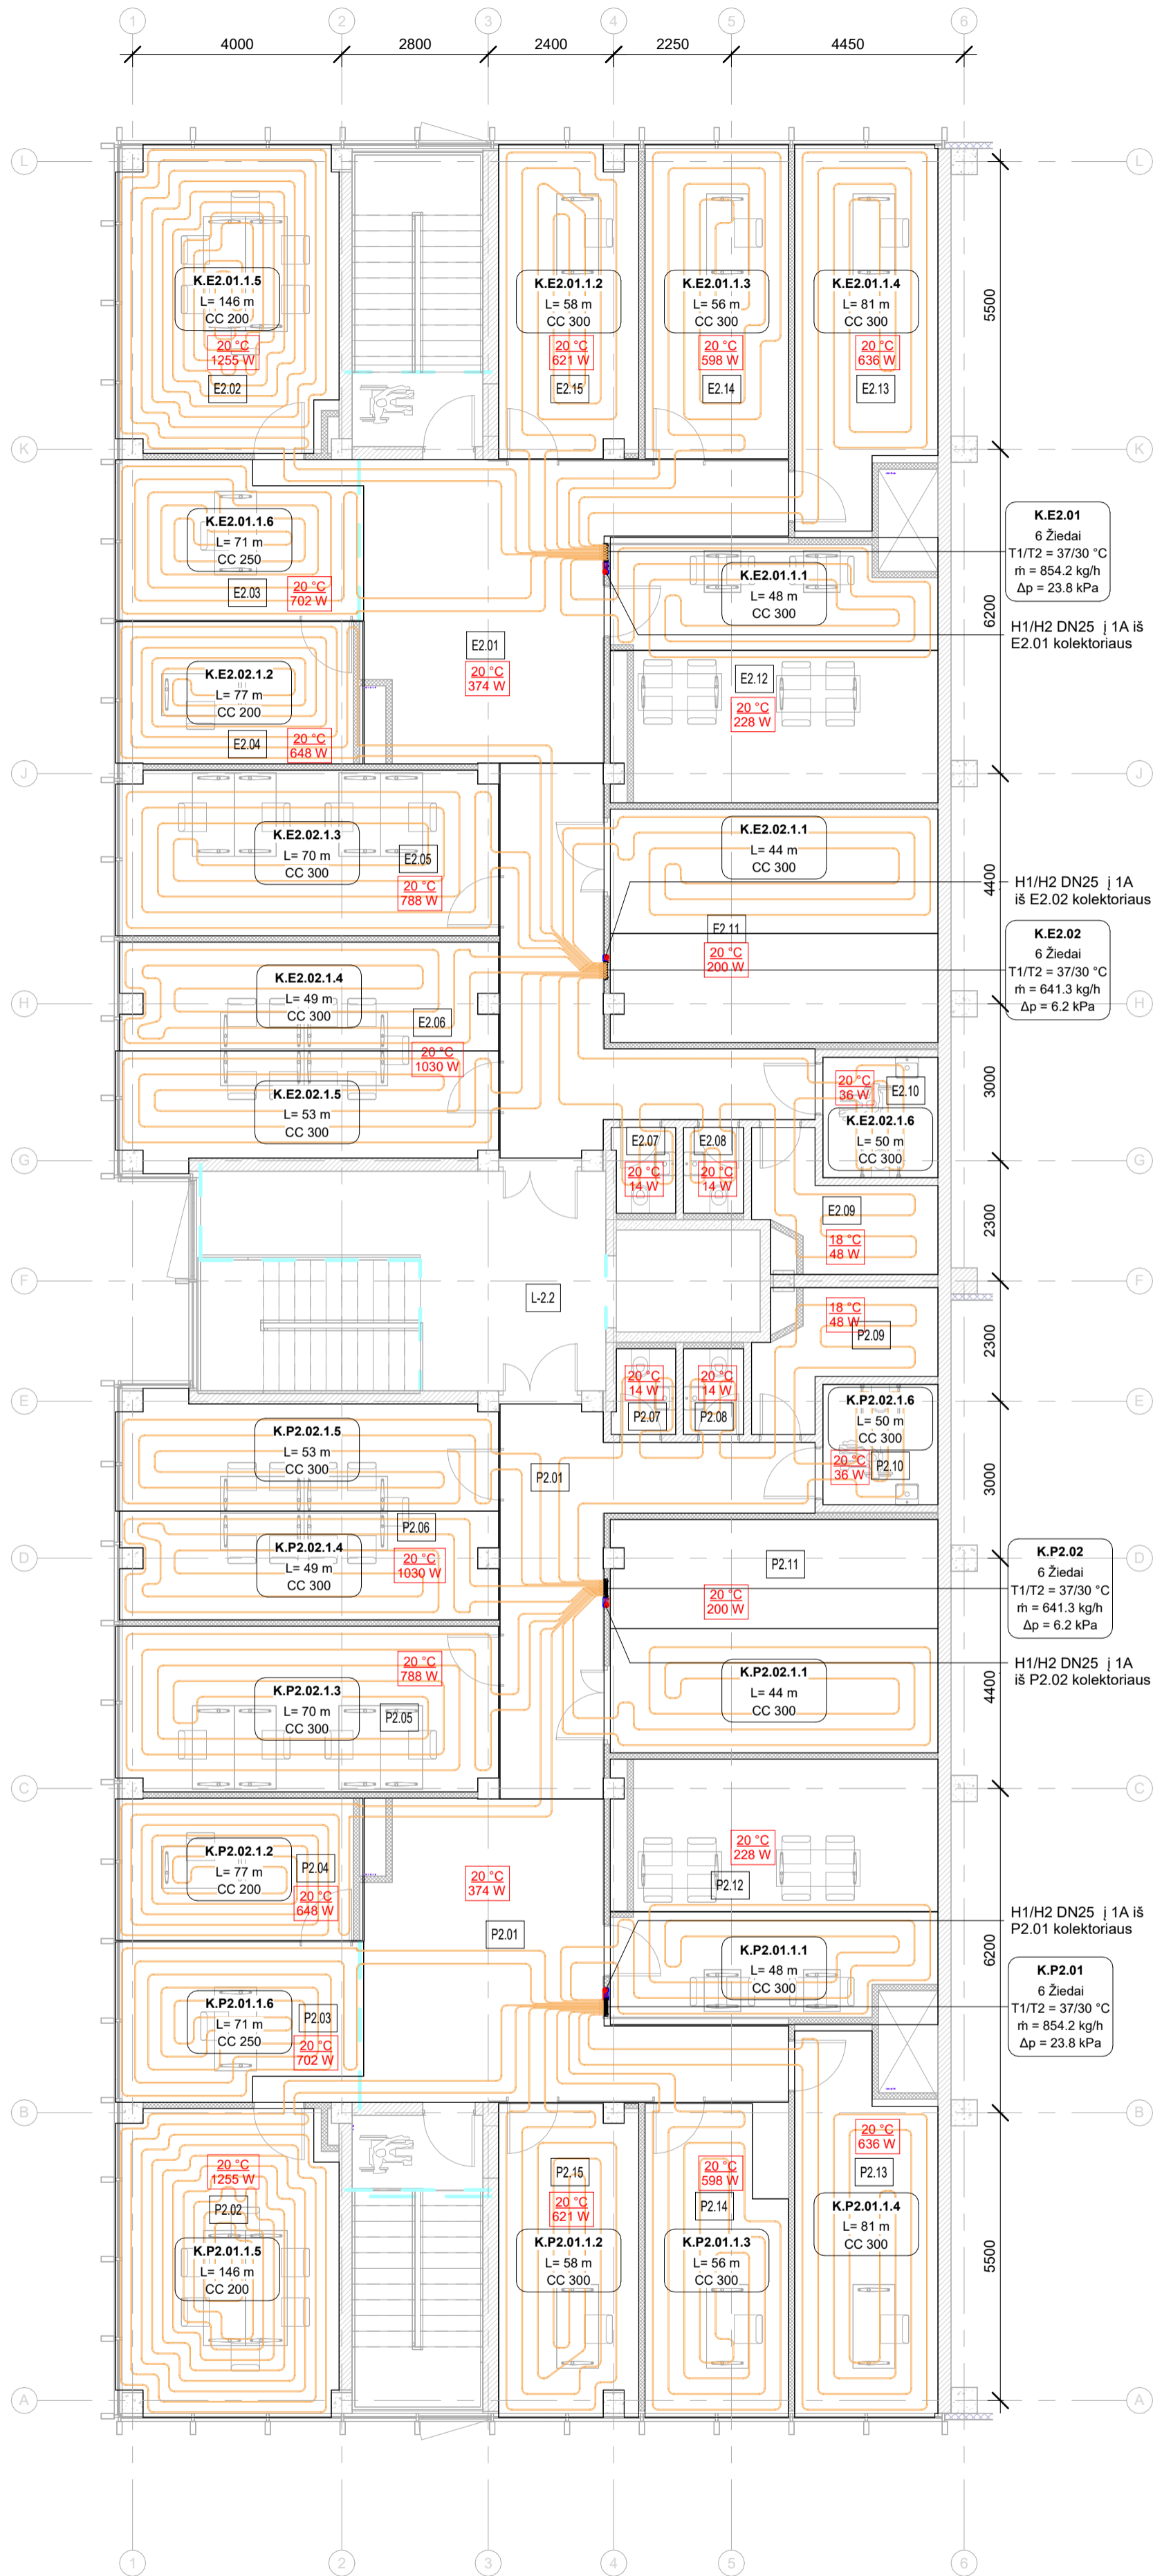 1
2
3
4
5
6
4000
2800
2400
2250
4450
L
L
K.E2.01.1.5
L= 146 m
CC 200
20 °C
1255 W
E2.02
K.E2.01.1.2
L= 58 m
CC 300
20 °C
621 W
E2.15
K.E2.01.1.3
L= 56 m
CC 300
20 °C
598 W
E2.14
K.E2.01.1.4
L= 81 m
CC 300
20 °C
636 W
E2.13
5500
K
K
K.E2.01.1.6
L= 71 m
CC 250
E2.03
20 °C
702 W
K.E2.01.1.1
L= 48 m
CC 300
K.E2.01
6 Žiedai
T1/T2 = 37/30 °C
ṁ = 854.2 kg/h
Δp = 23.8 kPa
6200
H1/H2 DN25 į 1A iš
E2.01 kolektoriaus
E2.01
20 °C
374 W
K.E2.02.1.2
L= 77 m
CC 200
E2.04
20 °C
648 W
E2.12
20 °C
228 W
J
J
K.E2.02.1.3
L= 70 m
CC 300
E2.05
20 °C
788 W
K.E2.02.1.1
L= 44 m
CC 300
E2.11
20 °C
200 W
4400
H1/H2 DN25 į 1A
iš E2.02 kolektoriaus
K.E2.02
6 Žiedai
T1/T2 = 37/30 °C
ṁ = 641.3 kg/h
Δp = 6.2 kPa
K.E2.02.1.4
L= 49 m
CC 300
H
H
E2.06
20 °C
1030 W
K.E2.02.1.5
L= 53 m
CC 300
3000
20 °C
36 W
E2.10
K.E2.02.1.6
L= 50 m
CC 300
E2.07
20 °C
14 W
E2.08
20 °C
14 W
G
G
E2.09
18 °C
48 W
2300
F
F
L-2.2
18 °C
48 W
P2.09
2300
20 °C
14 W
P2.07
20 °C
14 W
P2.08
E
E
K.P2.01.1.6
L= 50 m
CC 300
20 °C
36 W
P2.10
K.P2.02.1.5
L= 53 m
CC 300
P2.01
3000
P2.06
K.P2.02.1.4
L= 49 m
CC 300
20 °C
1030 W
D
D
P2.11
20 °C
200 W
K.P2.02
6 Žiedai
T1/T2 = 37/30 °C
ṁ = 641.3 kg/h
Δp = 6.2 kPa
H1/H2 DN25 į 1A
iš P2.02 kolektoriaus
20 °C
788 W
K.P2.02.1.3
L= 70 m
CC 300
P2.05
K.P2.02.1.1
L= 44 m
CC 300
4400
C
C
K.P2.02.1.2
L= 77 m
CC 200
P2.04
20 °C
648 W
20 °C
374 W
P2.01
20 °C
228 W
P2.12
H1/H2 DN25 į 1A iš
P2.01 kolektoriaus
6200
K.P2.01.1.1
L= 48 m
CC 300
K.P2.01
6 Žiedai
T1/T2 = 37/30 °C
ṁ = 854.2 kg/h
Δp = 23.8 kPa
K.P2.01.1.6
L= 71 m
CC 250
P2.03
20 °C
702 W
B
B
20 °C
1255 W
P2.02
K.P2.01.1.5
L= 146 m
CC 200
P2.15
20 °C
621 W
K.P2.01.1.2
L= 58 m
CC 300
20 °C
598 W
P2.14
K.P2.01.1.3
L= 56 m
CC 300
20 °C
636 W
P2.13
K.P2.01.1.4
L= 81 m
CC 300
5500
A
A
1
2
3
4
5
6